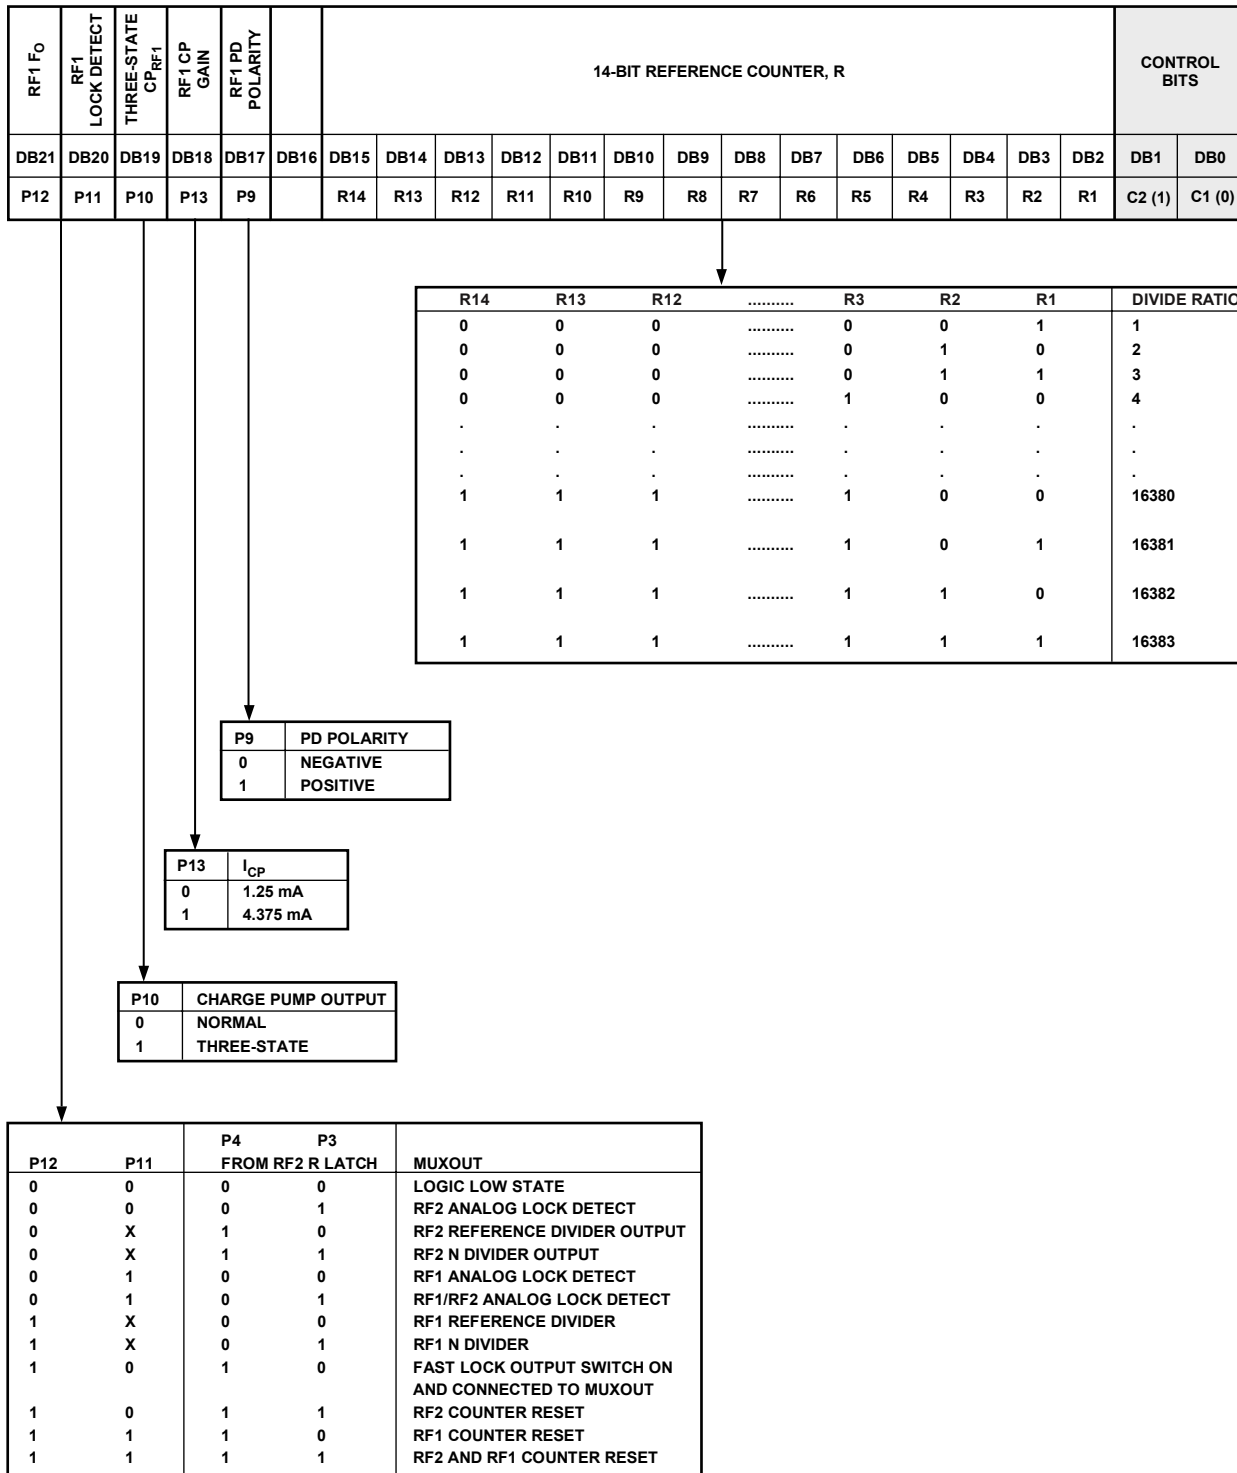 RF1 FO
RF1 LOCK DETECT
THREE-STATE CPRF1
RF1 CP GAIN
RF1 PD POLARITY
14-BIT REFERENCE COUNTER, R
CONTROL BITS
DB21 DB20 DB19 DB18 DB17 DB16 DB15 DB14 DB13 DB12 DB11 DB10 DB9 DB8 DB7 DB6 DB5 DB4 DB3 DB2 DB1 DB0
P12 P11 P10 P13 P9 R14 R13 R12 R11 R10 R9 R8 R7 R6 R5 R4 R3 R2 R1 C2 (1) C1 (0)
R14 R13 R12 .......... R3 R2 R1 DIVIDE RATIO
0 0 0 .......... 0 0 1 1
0 0 0 .......... 0 1 0 2
0 0 0 .......... 0 1 1 3
0 0 0 .......... 1 0 0 4
. . . .......... . . . .
. . . .......... . . . .
. . . .......... . . . .
1 1 1 .......... 1 0 0 16380
1 1 1 .......... 1 0 1 16381
1 1 1 .......... 1 1 0 16382
1 1 1 .......... 1 1 1 16383
P9 PD POLARITY
0 NEGATIVE
1 POSITIVE
P13 ICP
0 1.25 mA
1 4.375 mA
P10 CHARGE PUMP OUTPUT
0 NORMAL
1 THREE-STATE
P4 P3
P12 P11 FROM RF2 R LATCH MUXOUT
0 0 0 0 LOGIC LOW STATE
0 0 0 1 RF2 ANALOG LOCK DETECT
0 X 1 0 RF2 REFERENCE DIVIDER OUTPUT
0 X 1 1 RF2 N DIVIDER OUTPUT
0 1 0 0 RF1 ANALOG LOCK DETECT
0 1 0 1 RF1/RF2 ANALOG LOCK DETECT
1 X 0 0 RF1 REFERENCE DIVIDER
1 X 0 1 RF1 N DIVIDER
1 0 1 0 FAST LOCK OUTPUT SWITCH ON
AND CONNECTED TO MUXOUT
1 0 1 1 RF2 COUNTER RESET
1 1 1 0 RF1 COUNTER RESET
1 1 1 1 RF2 AND RF1 COUNTER RESET